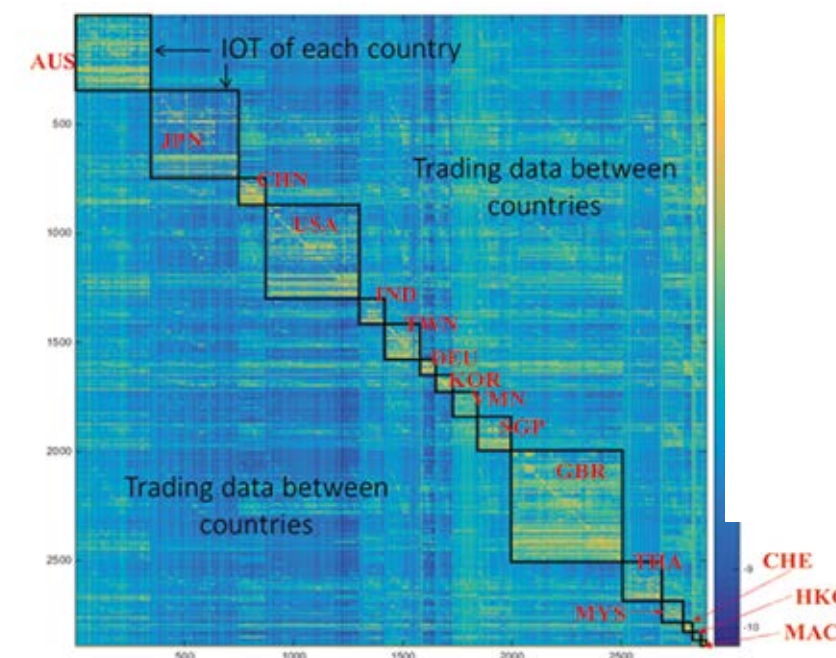 IOT of each country
AUS
500
JPN
Trading data between
countries
CHN
1000
USA
IND
1500
TWN
DEU
KOR
VMN
SGP
2000
GBR
Trading data between
countries
2500
THA
CHE
-9
MYS
HKG
-10
MAC
500
1000
1500
2000
2500